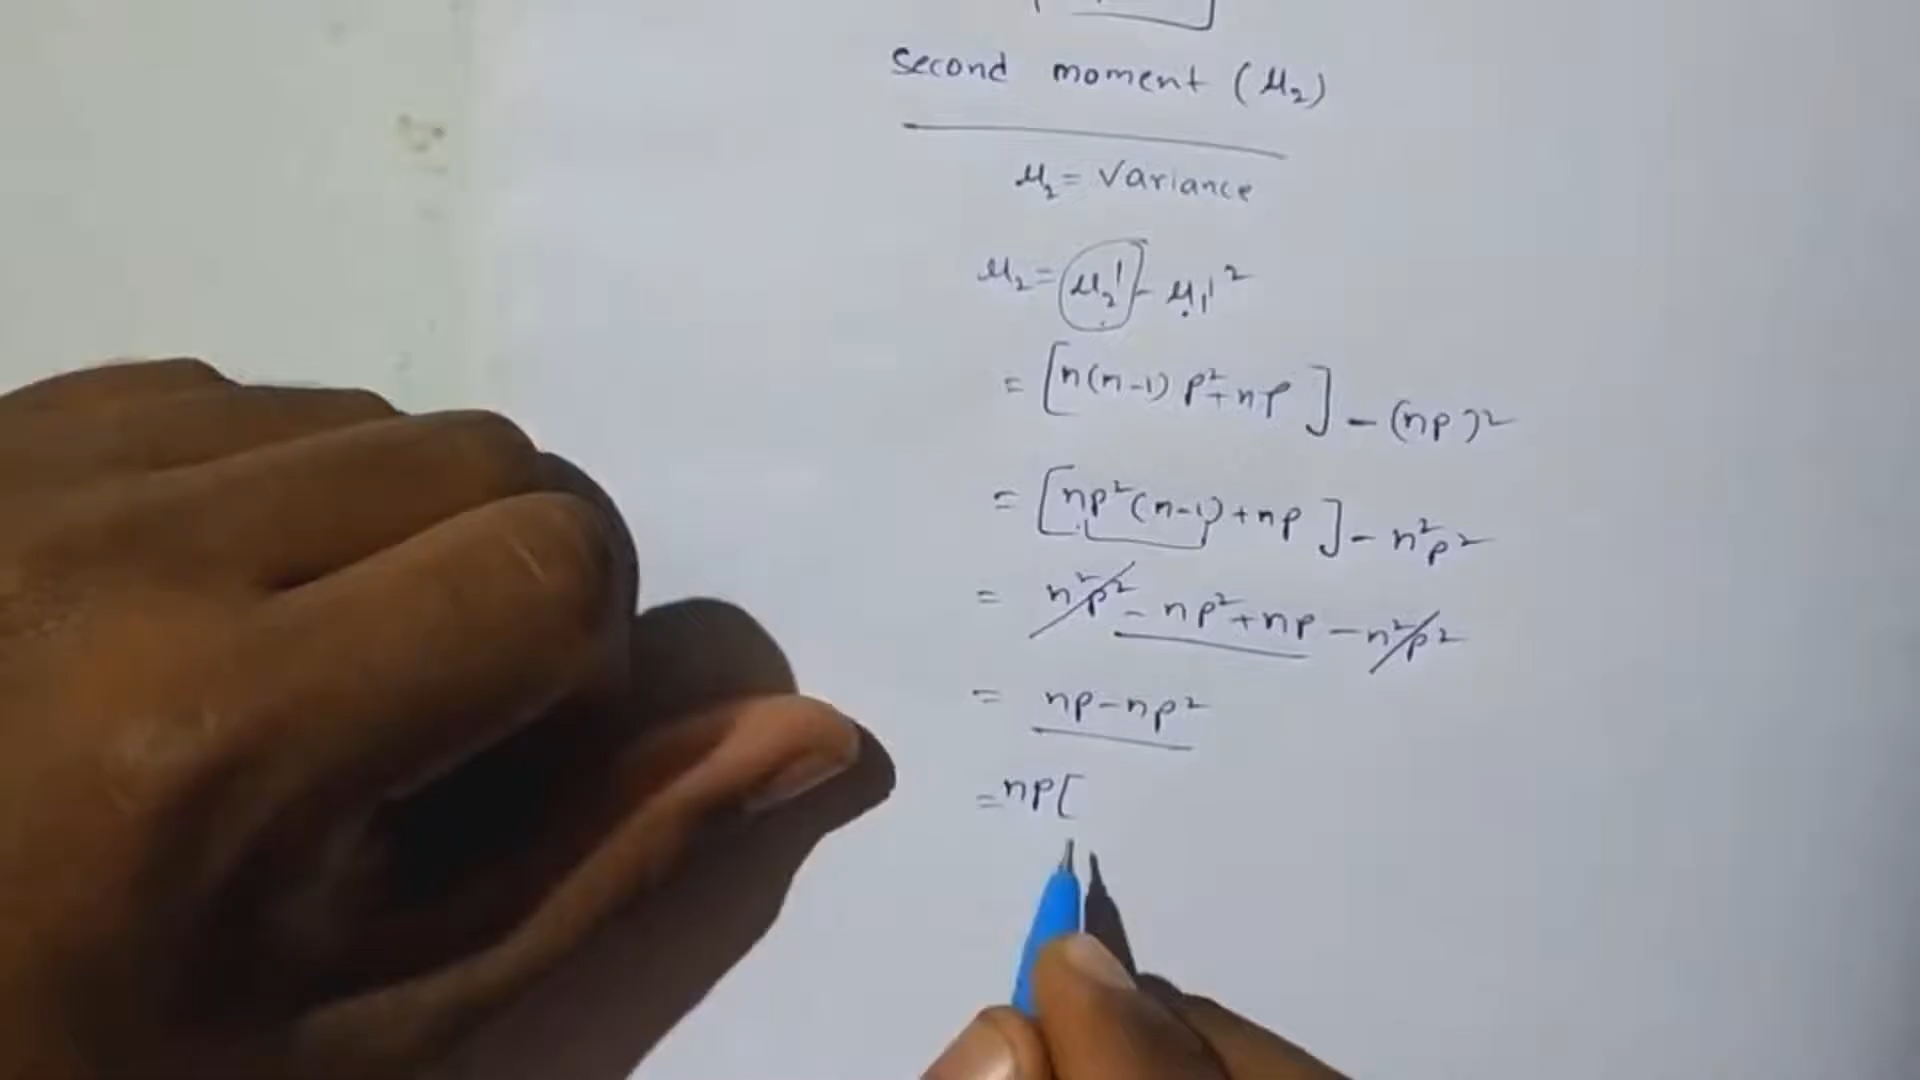 second moment (μ₂)
μ₂ = Variance
μ₂ = μ₂' - μ₁'²
= [n(n-1) p² + np] - (np)²
= [np²(n-1) + np] - n²p²
= n²p² - np² + np - n²p²
= np - np²
= np[